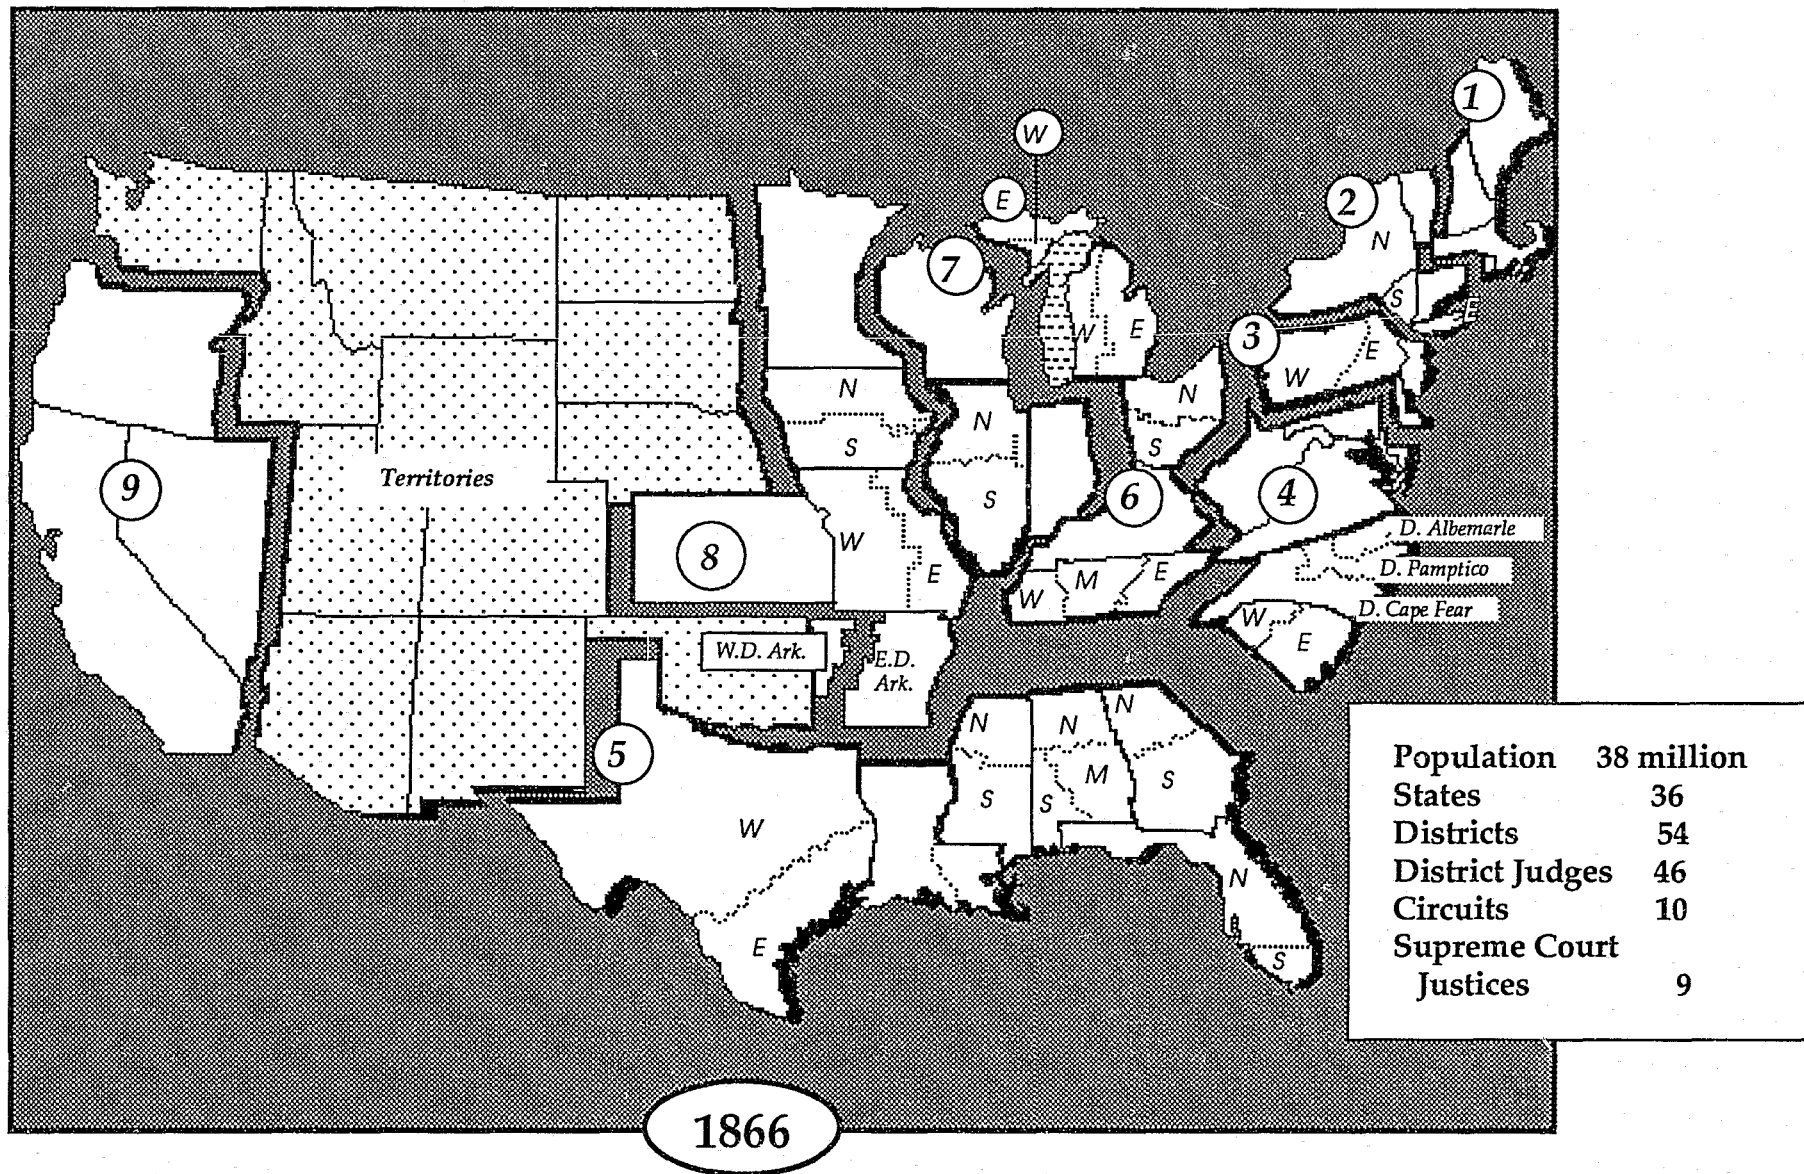 1
W
E
2
N
7
S
E
3
W
E
E
W
N
N
E
W
N
S
S
Territories
9
S
6
4
D. Albemarle
8
W
E
M
E
W
D. Pamptico
D. Cape Fear
W
E
W.D. Ark.
E.D.
Ark.
N
N
N
5
M
S
S
S
W
N
E
S
Population 38 million
States 36
Districts 54
District Judges 46
Circuits 10
Supreme Court
Justices 9
1866